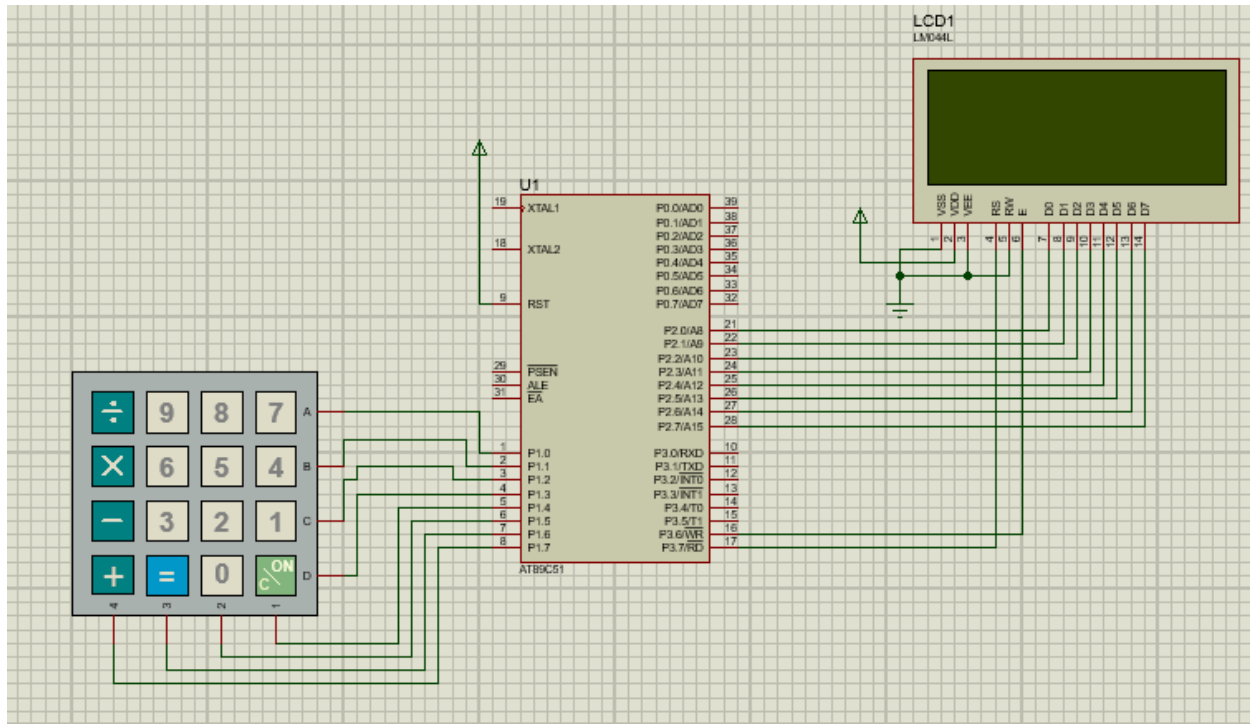 LCD1
LM044L
VSS
VDD
VEE
RS
RW
E
D0
D1
D2
D3
D4
D5
D6
D7
1
2
3
4
5
6
7
8
9
10
11
12
13
14
U1
19 XTAL1
18 XTAL2
9 RST
29 PSEN
30 ALE
31 EA
1 P1.0
2 P1.1
3 P1.2
4 P1.3
5 P1.4
6 P1.5
7 P1.6
8 P1.7
P0.0/AD0 39
P0.1/AD1 38
P0.2/AD2 37
P0.3/AD3 36
P0.4/AD4 35
P0.5/AD5 34
P0.6/AD6 33
P0.7/AD7 32
P2.0/A8 21
P2.1/A9 22
P2.2/A10 23
P2.3/A11 24
P2.4/A12 25
P2.5/A13 26
P2.6/A14 27
P2.7/A15 28
P3.0/RXD 10
P3.1/TXD 11
P3.2/INT0 12
P3.3/INT1 13
P3.4/T0 14
P3.5/T1 15
P3.6/WR 16
P3.7/RD 17
AT89C51
÷ 9 8 7 A
× 6 5 4 B
− 3 2 1 C
+ = 0 ON C D
4 3 2 1